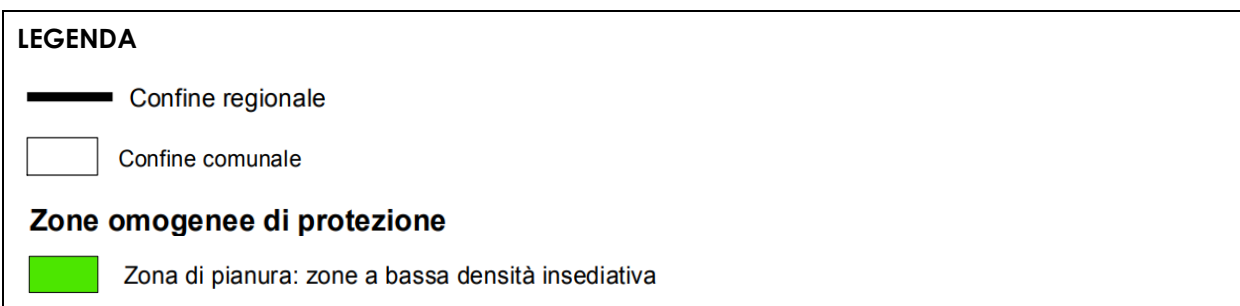 LEGENDA
Confine regionale
Confine comunale
Zone omogenee di protezione
Zona di pianura: zone a bassa densità insediativa